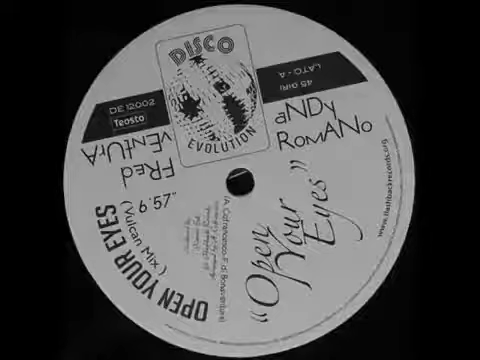 DISCO
EVOLUTION
DE 12002
Teosto
LATO - A
45 GIRI
FRED
VENTURA
ANDY
ROMANO
"Open
Your
Eyes"
OPEN YOUR EYES
(Vulcan Mix)
6'57"
www.flashbackrecords.org